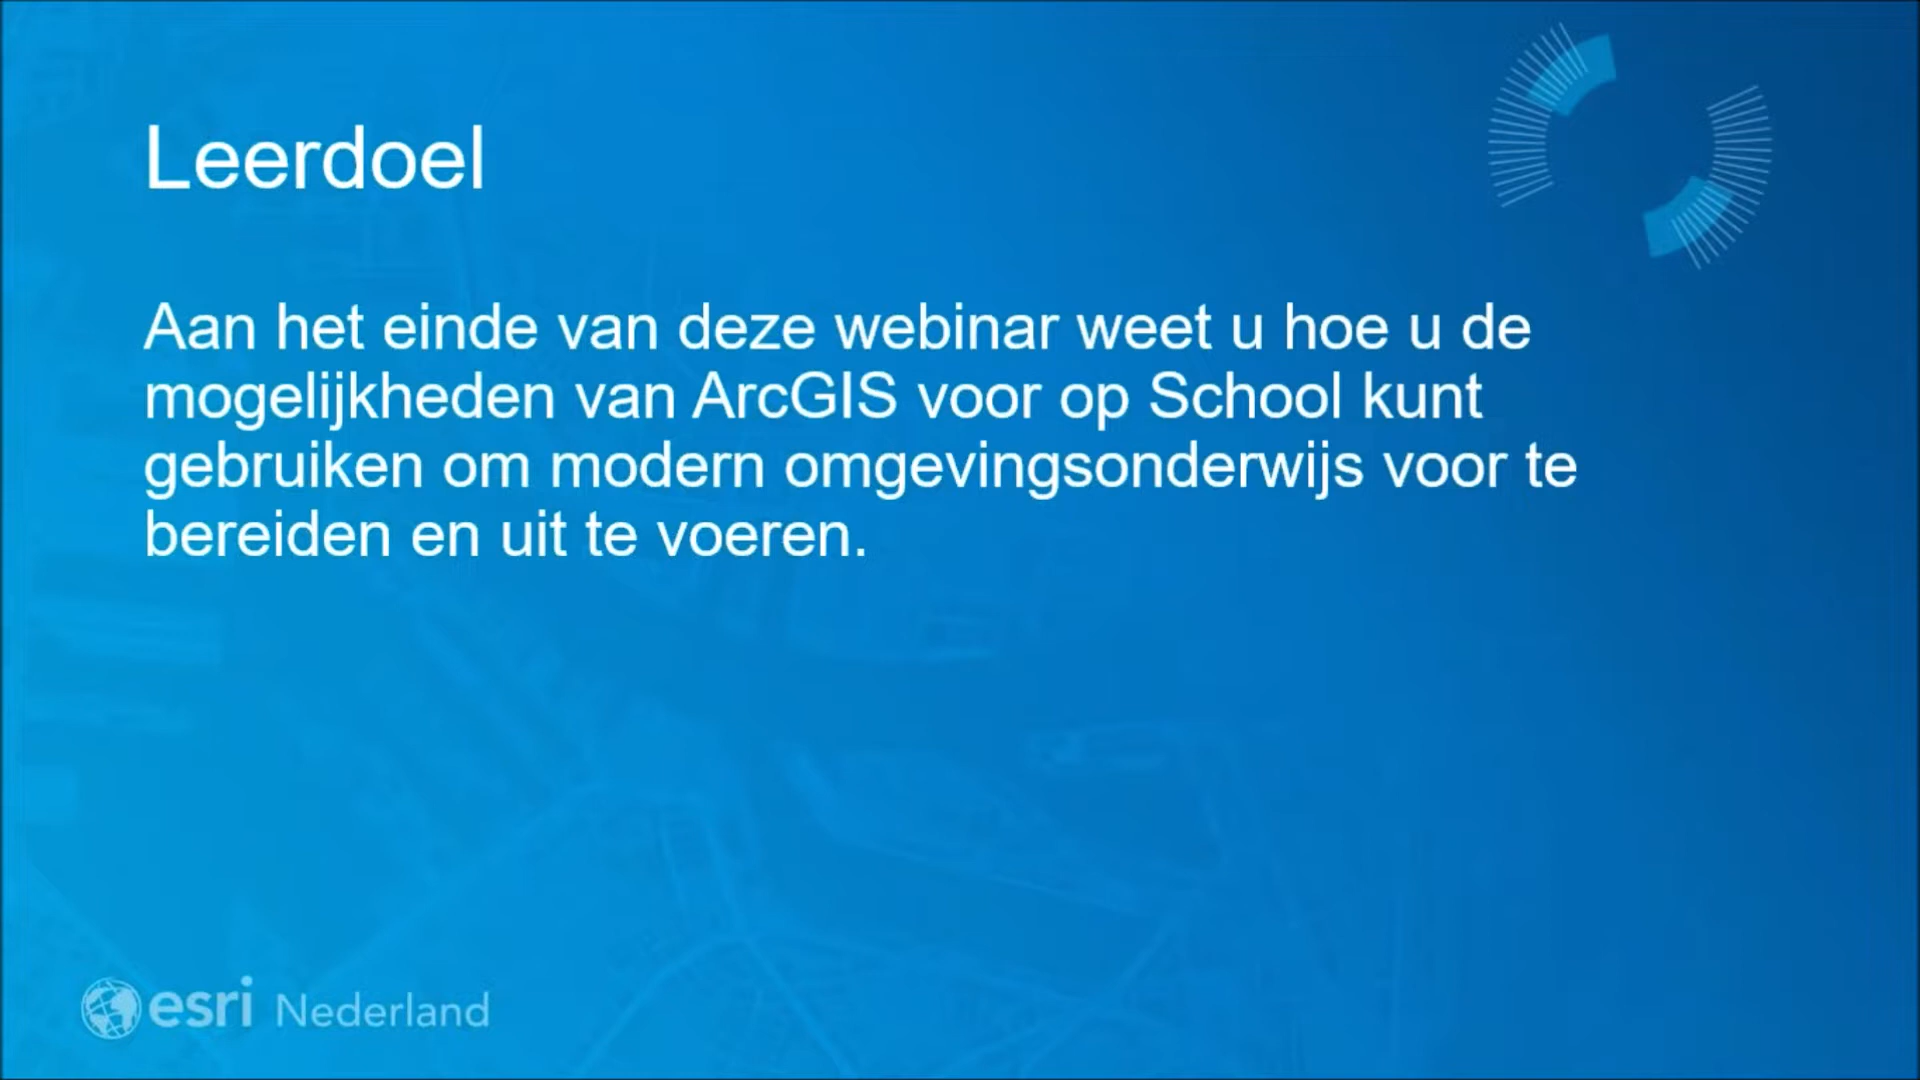 Leerdoel
Aan het einde van deze webinar weet u hoe u de
mogelijkheden van ArcGIS voor op School kunt
gebruiken om modern omgevingsonderwijs voor te
bereiden en uit te voeren.
esri Nederland